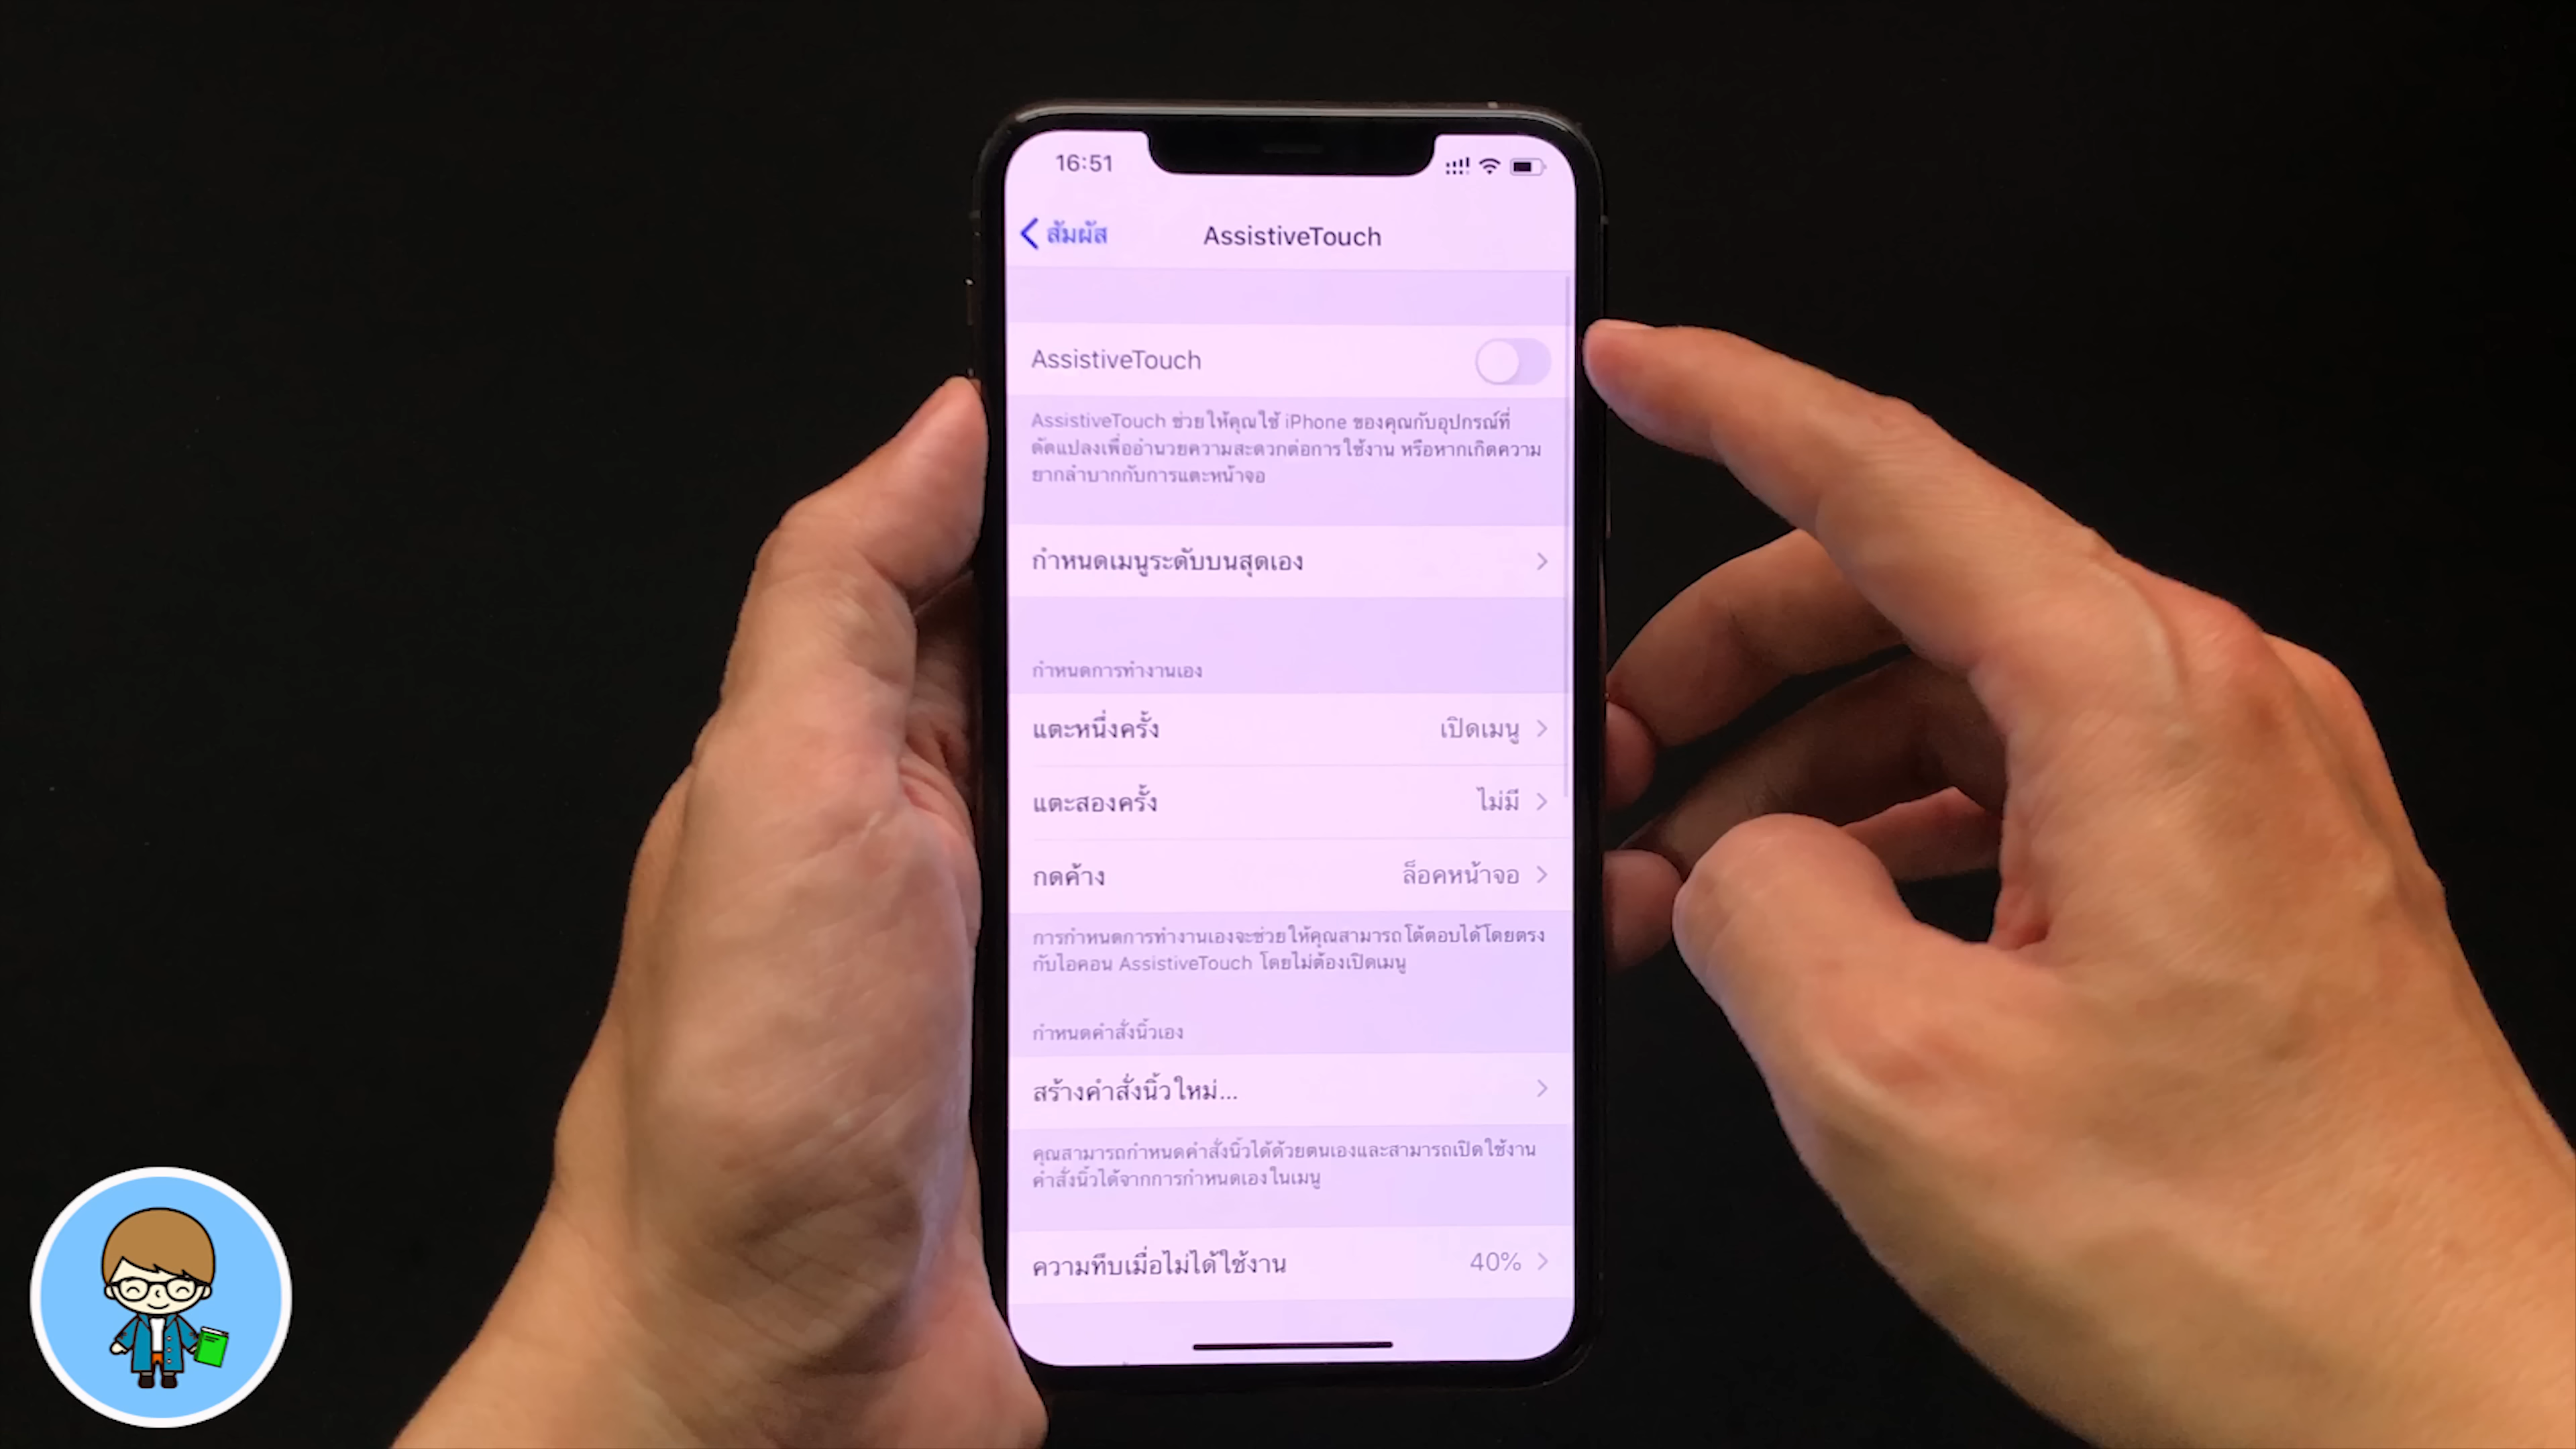 16:51
สัมผัส
AssistiveTouch
AssistiveTouch
AssistiveTouch ช่วยให้คุณใช้ iPhone ของคุณกับอุปกรณ์ที่
ดัดแปลงเพื่ออำนวยความสะดวกต่อการใช้งาน หรือหากเกิดความ
ยากลำบากกับการแตะหน้าจอ
กำหนดเมนูระดับบนสุดเอง
กำหนดการทำงานเอง
แตะหนึ่งครั้ง เปิดเมนู
แตะสองครั้ง ไม่มี
กดค้าง ล็อคหน้าจอ
การกำหนดการทำงานเองจะช่วยให้คุณสามารถโต้ตอบได้โดยตรง
กับไอคอน AssistiveTouch โดยไม่ต้องเปิดเมนู
กำหนดคำสั่งนิ้วเอง
สร้างคำสั่งนิ้วใหม่...
คุณสามารถกำหนดคำสั่งนิ้วได้ด้วยตนเองและสามารถเปิดใช้งาน
คำสั่งนิ้วได้จากการกำหนดเองในเมนู
ความทึบเมื่อไม่ได้ใช้งาน 40%